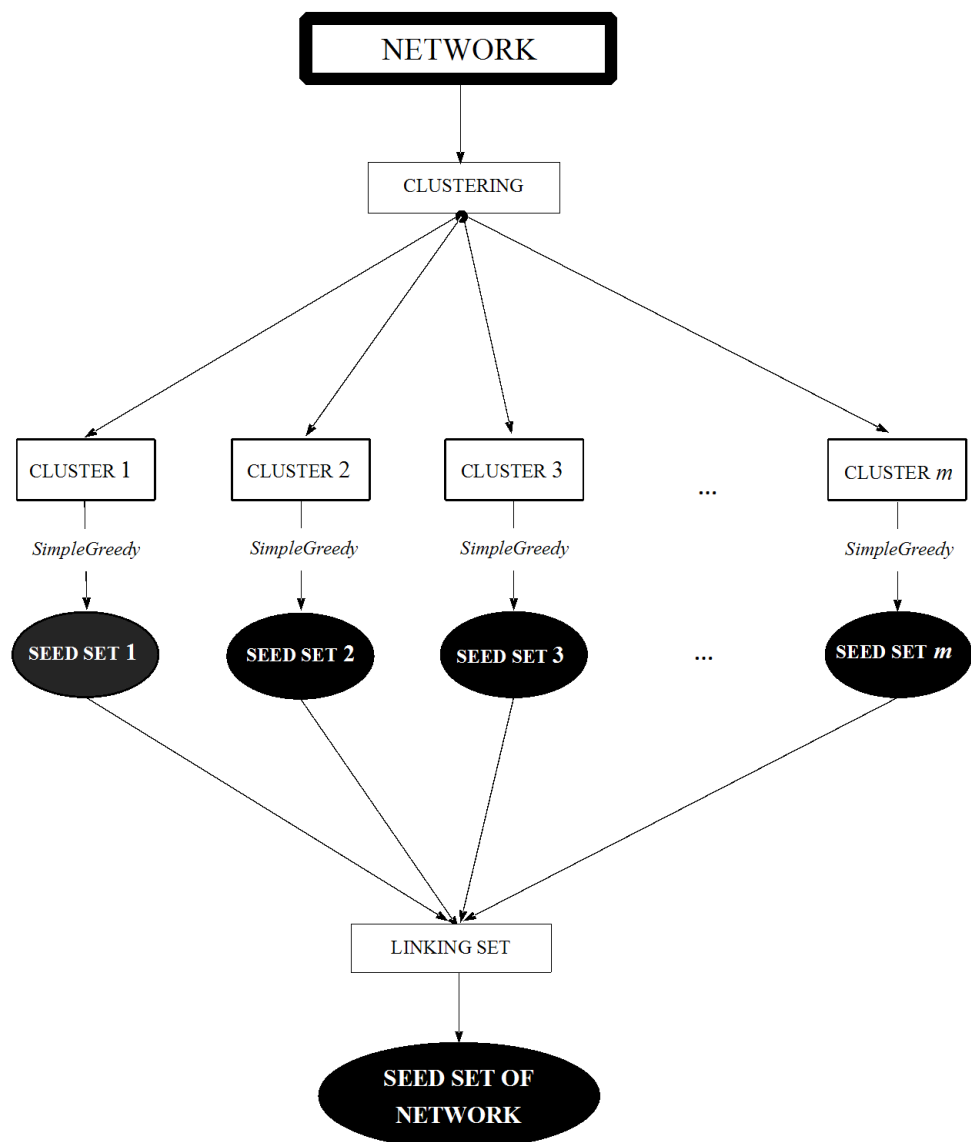 NETWORK
CLUSTERING
CLUSTER 1
CLUSTER 2
CLUSTER 3
...
CLUSTER m
SimpleGreedy
SimpleGreedy
SimpleGreedy
SimpleGreedy
SEED SET 1
SEED SET 2
SEED SET 3
...
SEED SET m
LINKING SET
SEED SET OF
NETWORK